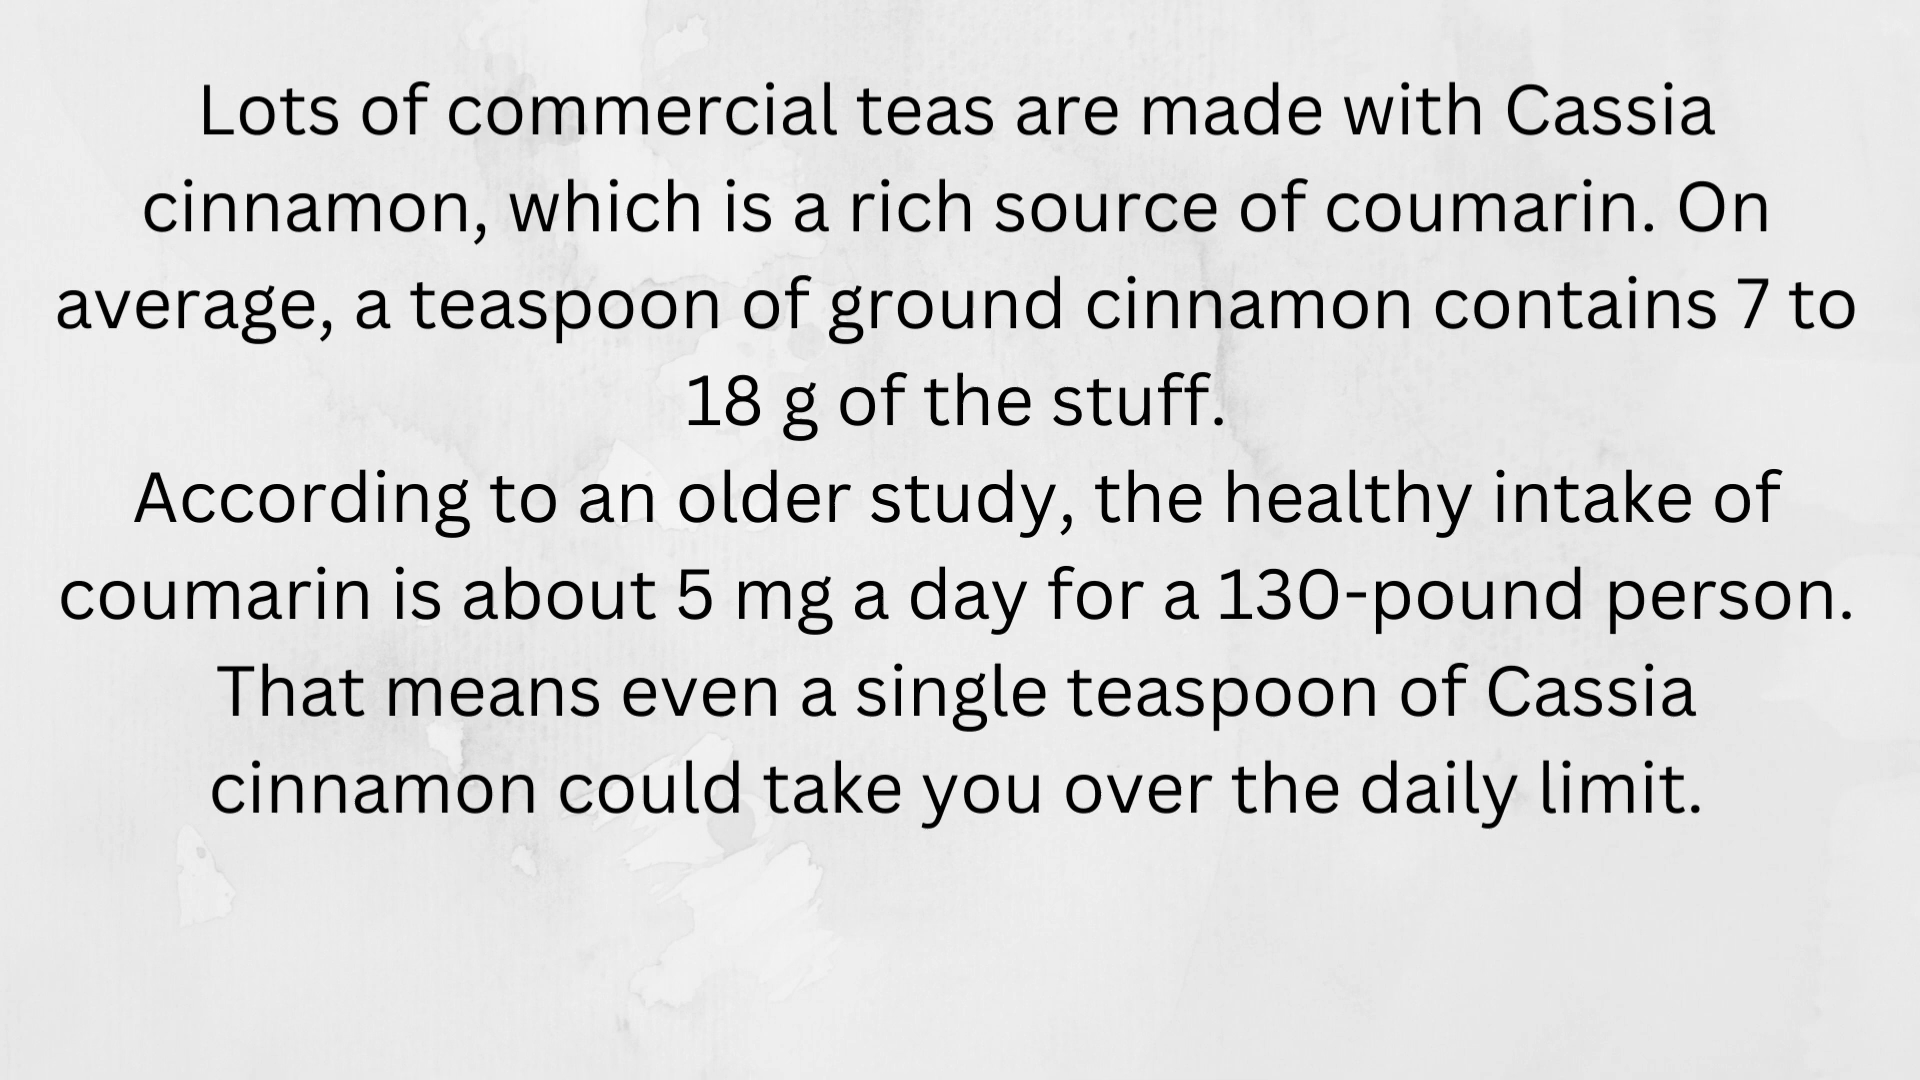 Lots of commercial teas are made with Cassia
cinnamon, which is a rich source of coumarin. On
average, a teaspoon of ground cinnamon contains 7 to
18 g of the stuff.
According to an older study, the healthy intake of
coumarin is about 5 mg a day for a 130-pound person.
That means even a single teaspoon of Cassia
cinnamon could take you over the daily limit.